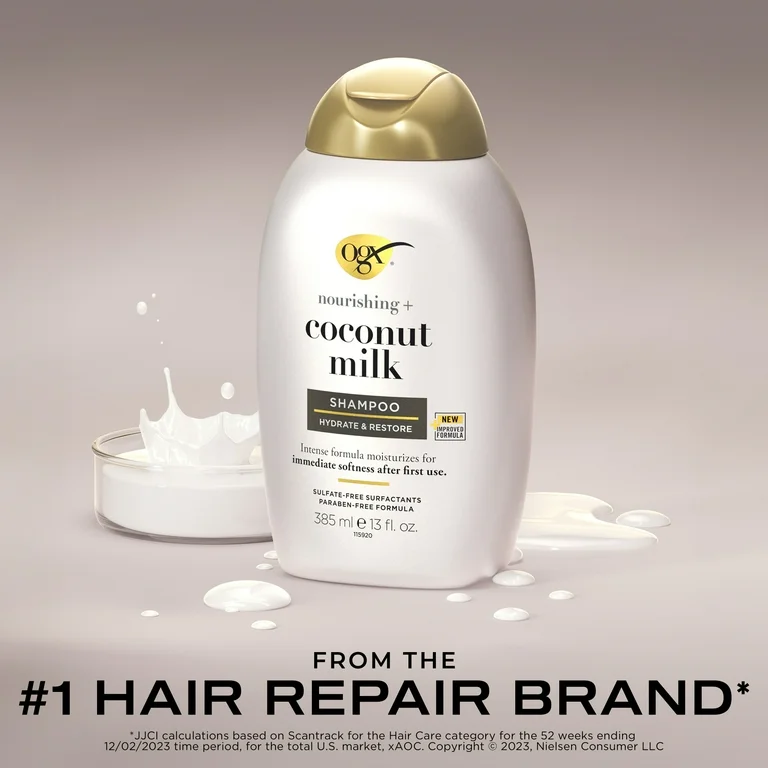 ogx®
nourishing +
coconut
milk
SHAMPOO
HYDRATE & RESTORE
NEW
IMPROVED
FORMULA
Intense formula moisturizes for
immediate softness after first use.
SULFATE-FREE SURFACTANTS
PARABEN-FREE FORMULA
385 ml e 13 fl. oz.
115920
FROM THE
#1 HAIR REPAIR BRAND*
*JJCI calculations based on Scantrack for the Hair Care category for the 52 weeks ending
12/02/2023 time period, for the total U.S. market, xAOC. Copyright © 2023, Nielsen Consumer LLC